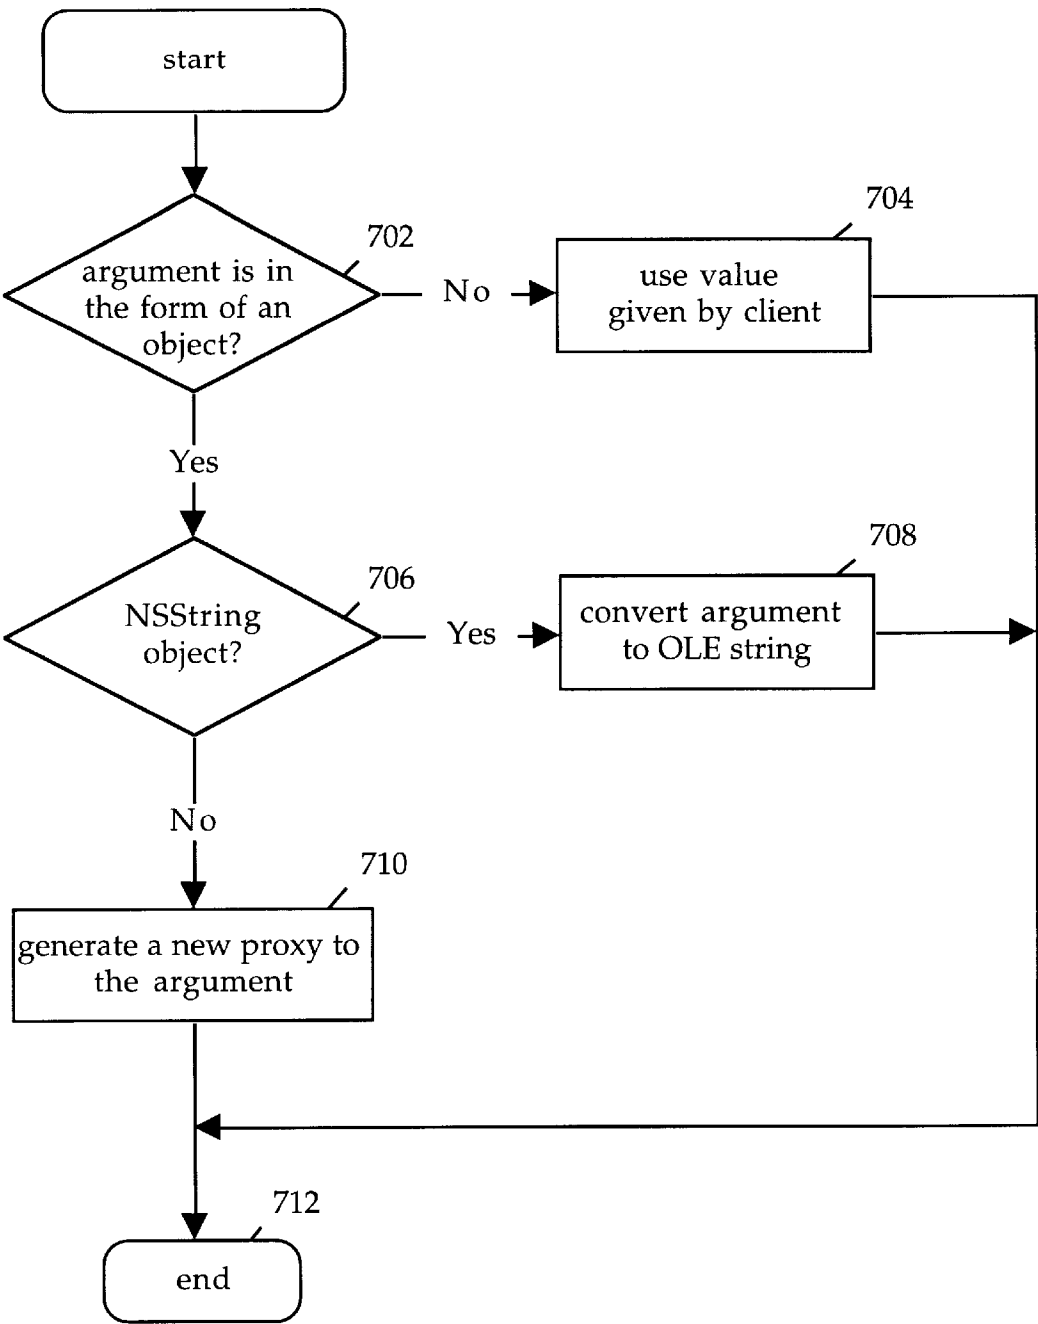 start
702
argument is in
the form of an
object?
No
704
use value
given by client
Yes
706
NSString
object?
Yes
708
convert argument
to OLE string
No
710
generate a new proxy to
the argument
712
end